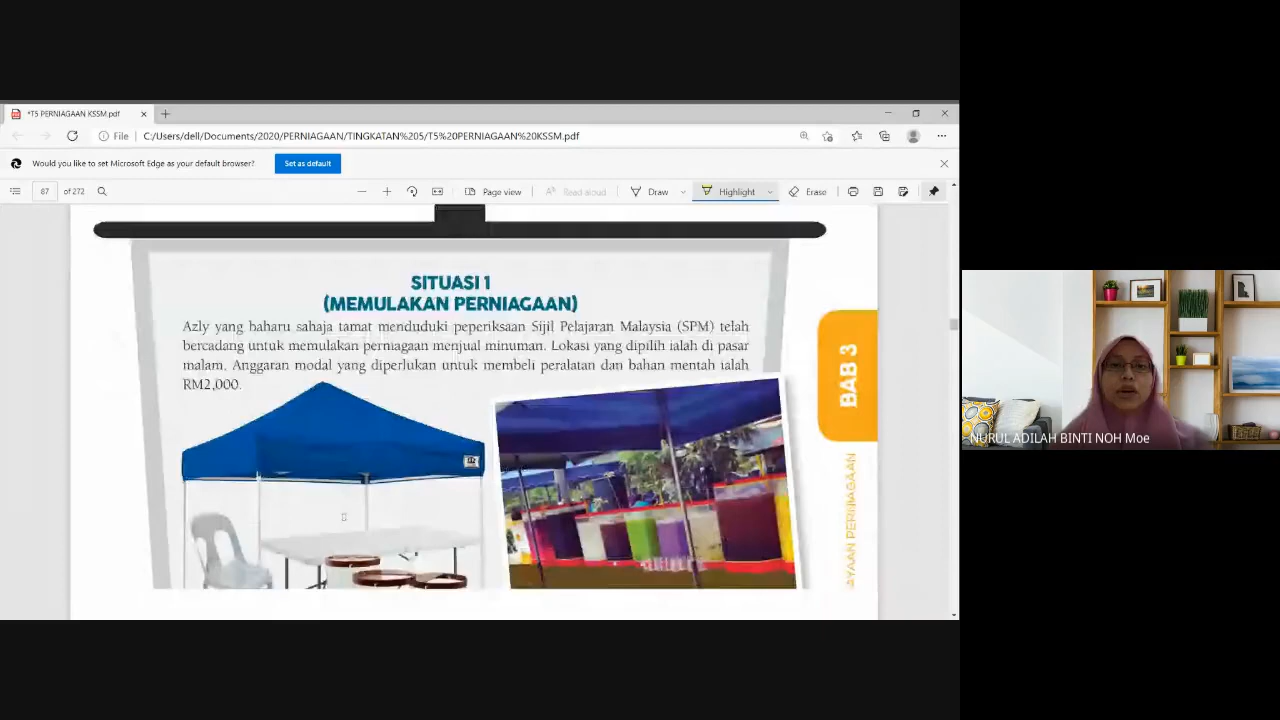 *T5 PERNIAGAAN KSSM.pdf
File
C:/Users/dell/Documents/2020/PERNIAGAAN/TINGKATAN%205/T5%20PERNIAGAAN%20KSSM.pdf
Would you like to set Microsoft Edge as your default browser?
Set as default
87
of 272
Page view
Read aloud
Draw
Highlight
Erase
SITUASI 1
(MEMULAKAN PERNIAGAAN)
Azly yang baharu sahaja tamat menduduki peperiksaan Sijil Pelajaran Malaysia (SPM) telah
bercadang untuk memulakan perniagaan menjual minuman. Lokasi yang dipilih ialah di pasar
malam. Anggaran modal yang diperlukan untuk membeli peralatan dan bahan mentah ialah
RM2,000.
BAB 3
AYAAN PERNIAGAAN
NURUL ADILAH BINTI NOH Moe